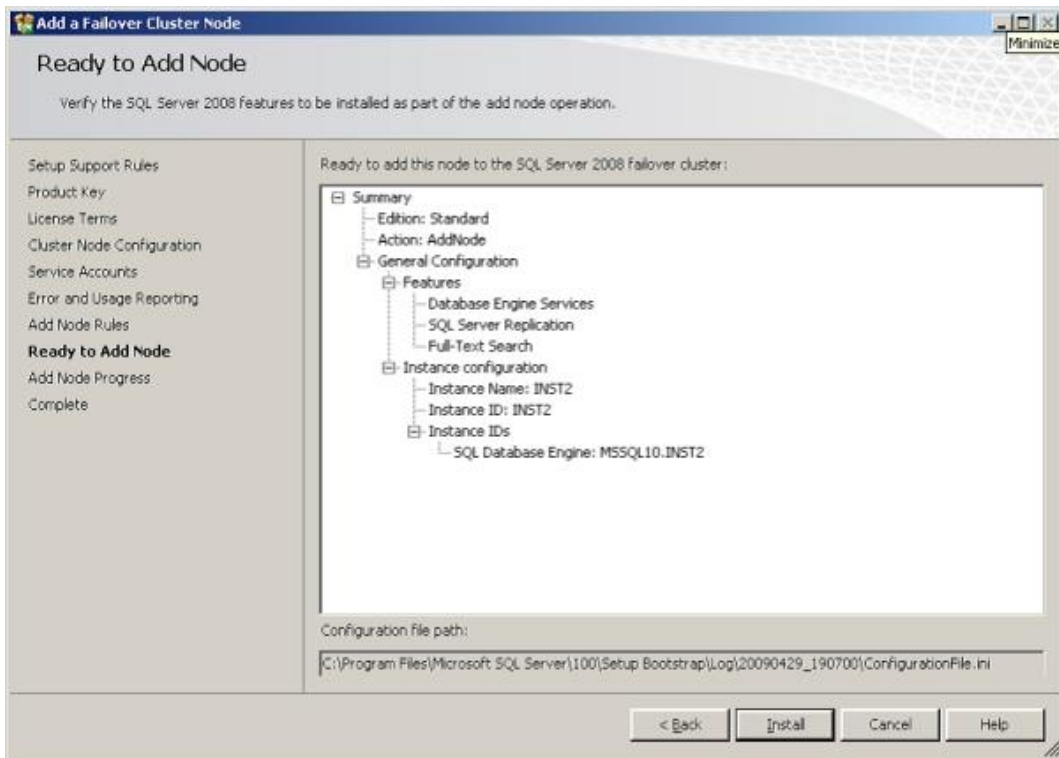 Add a Failover Cluster Node
Minimize
Ready to Add Node
Verify the SQL Server 2008 features to be installed as part of the add node operation.
Setup Support Rules
Product Key
License Terms
Cluster Node Configuration
Service Accounts
Error and Usage Reporting
Add Node Rules
Ready to Add Node
Add Node Progress
Complete
Ready to add this node to the SQL Server 2008 failover cluster:
Summary
Edition: Standard
Action: AddNode
General Configuration
Features
Database Engine Services
SQL Server Replication
Full-Text Search
Instance configuration
Instance Name: INST2
Instance ID: INST2
Instance IDs
SQL Database Engine: MSSQL10.INST2
Configuration file path:
C:\Program Files\Microsoft SQL Server\100\Setup Bootstrap\Log\20090429_190700\ConfigurationFile.ini
< Back Install Cancel Help